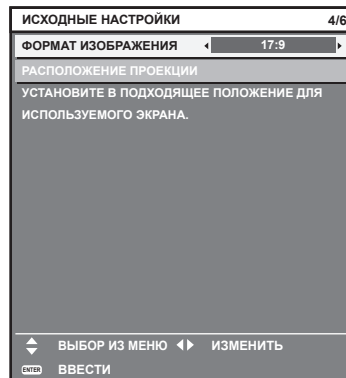 ИСХОДНЫЕ НАСТРОЙКИ 4/6
ФОРМАТ ИЗОБРАЖЕНИЯ 17:9
РАСПОЛОЖЕНИЕ ПРОЕКЦИИ
УСТАНОВИТЕ В ПОДХОДЯЩЕЕ ПОЛОЖЕНИЕ ДЛЯ
ИСПОЛЬЗУЕМОГО ЭКРАНА.
ВЫБОР ИЗ МЕНЮ ИЗМЕНИТЬ
ENTER ВВЕСТИ